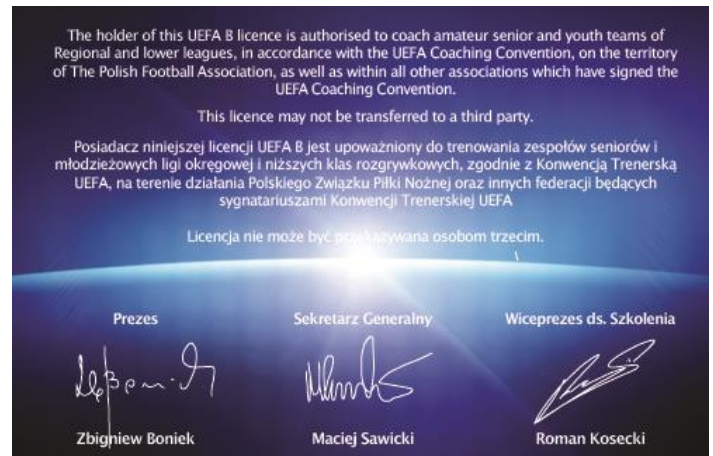 The holder of this UEFA B licence is authorised to coach amateur senior and youth teams of
Regional and lower leagues, in accordance with the UEFA Coaching Convention, on the territory
of The Polish Football Association, as well as within all other associations which have signed the
UEFA Coaching Convention.
This licence may not be transferred to a third party.
Posiadacz niniejszej licencji UEFA B jest upoważniony do trenowania zespołów seniorów i
młodzieżowych ligi okręgowej i niższych klas rozgrywkowych, zgodnie z Konwencją Trenerską
UEFA, na terenie działania Polskiego Związku Piłki Nożnej oraz innych federacji będących
sygnatariuszami Konwencji Trenerskiej UEFA
Licencja nie może być przekazywana osobom trzecim.
Prezes Sekretarz Generalny Wiceprezes ds. Szkolenia
Zbigniew Boniek Maciej Sawicki Roman Kosecki